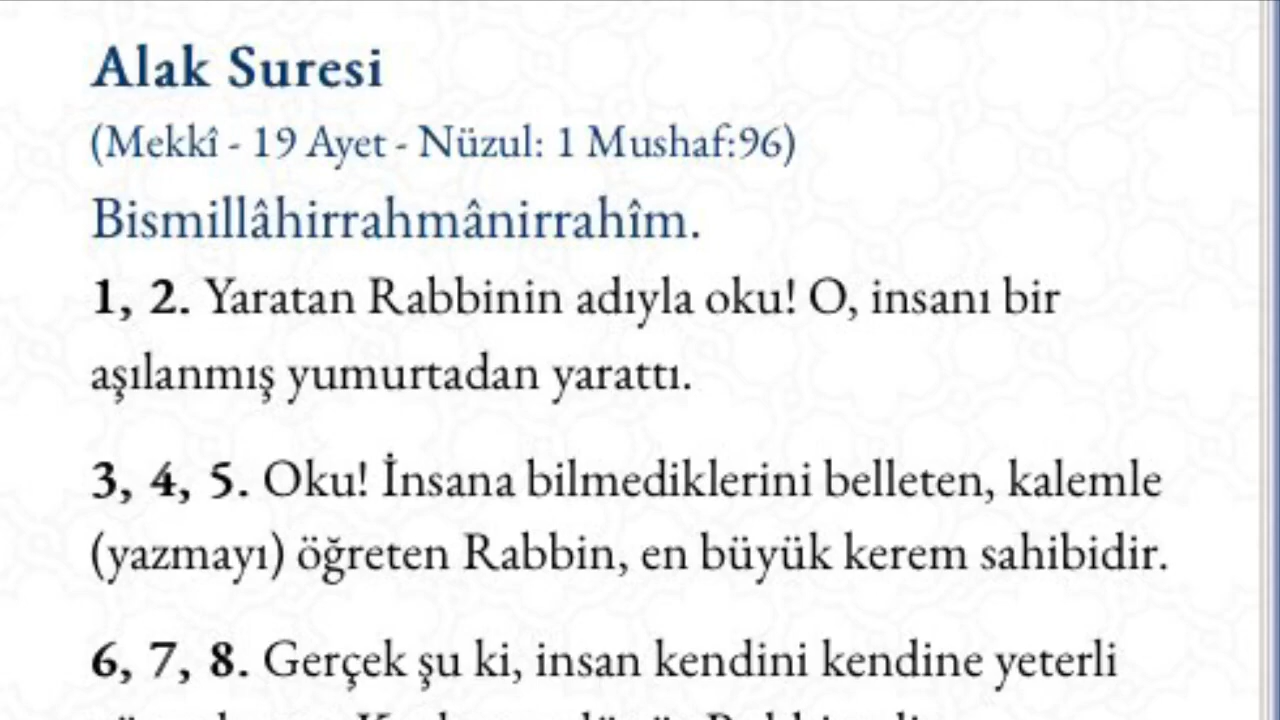 Alak Suresi
(Mekkî - 19 Ayet - Nüzul: 1 Mushaf:96)
Bismillâhirrahmânirrahîm.
1, 2. Yaratan Rabbinin adıyla oku! O, insanı bir
aşılanmış yumurtadan yarattı.
3, 4, 5. Oku! İnsana bilmediklerini belleten, kalemle
(yazmayı) öğreten Rabbin, en büyük kerem sahibidir.
6, 7, 8. Gerçek şu ki, insan kendini kendine yeterli